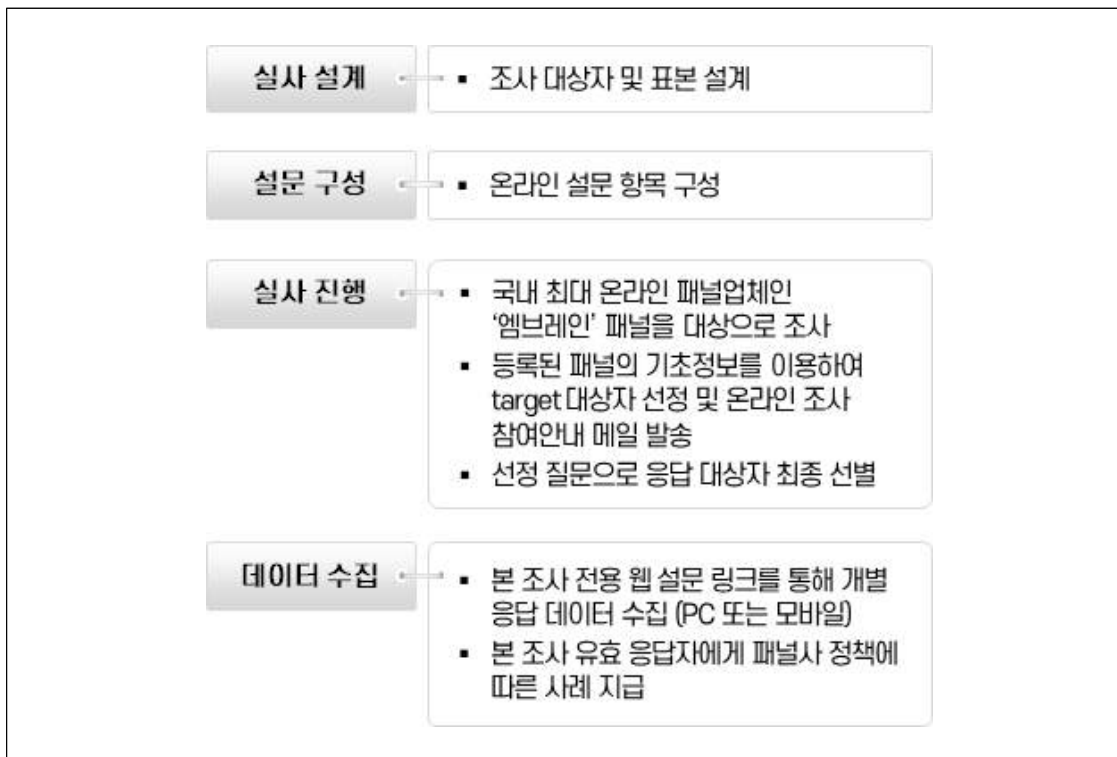 실사 설계
▪ 조사 대상자 및 표본 설계
설문 구성
▪ 온라인 설문 항목 구성
실사 진행
▪ 국내 최대 온라인 패널업체인
‘엠브레인’ 패널을 대상으로 조사
▪ 등록된 패널의 기초정보를 이용하여
target 대상자 선정 및 온라인 조사
참여안내 메일 발송
▪ 선정 질문으로 응답 대상자 최종 선별
데이터 수집
▪ 본 조사 전용 웹 설문 링크를 통해 개별
응답 데이터 수집 (PC 또는 모바일)
▪ 본 조사 유효 응답자에게 패널사 정책에
따른 사례 지급